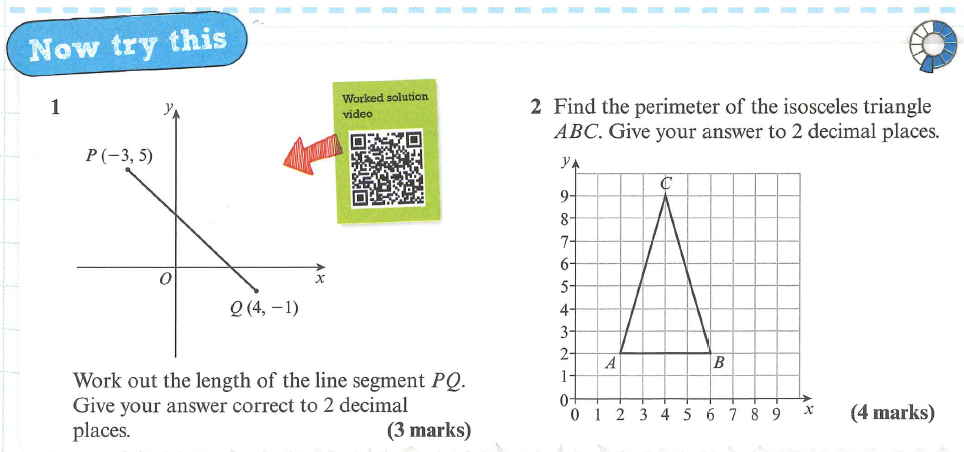 Now try this
1
y
P (−3, 5)
O
x
Q (4, −1)
Worked solution
video
Work out the length of the line segment PQ.
Give your answer correct to 2 decimal
places. (3 marks)
2 Find the perimeter of the isosceles triangle
ABC. Give your answer to 2 decimal places.
y
C
9
8
7
6
5
4
3
2
A
B
1
0
0 1 2 3 4 5 6 7 8 9 x
(4 marks)